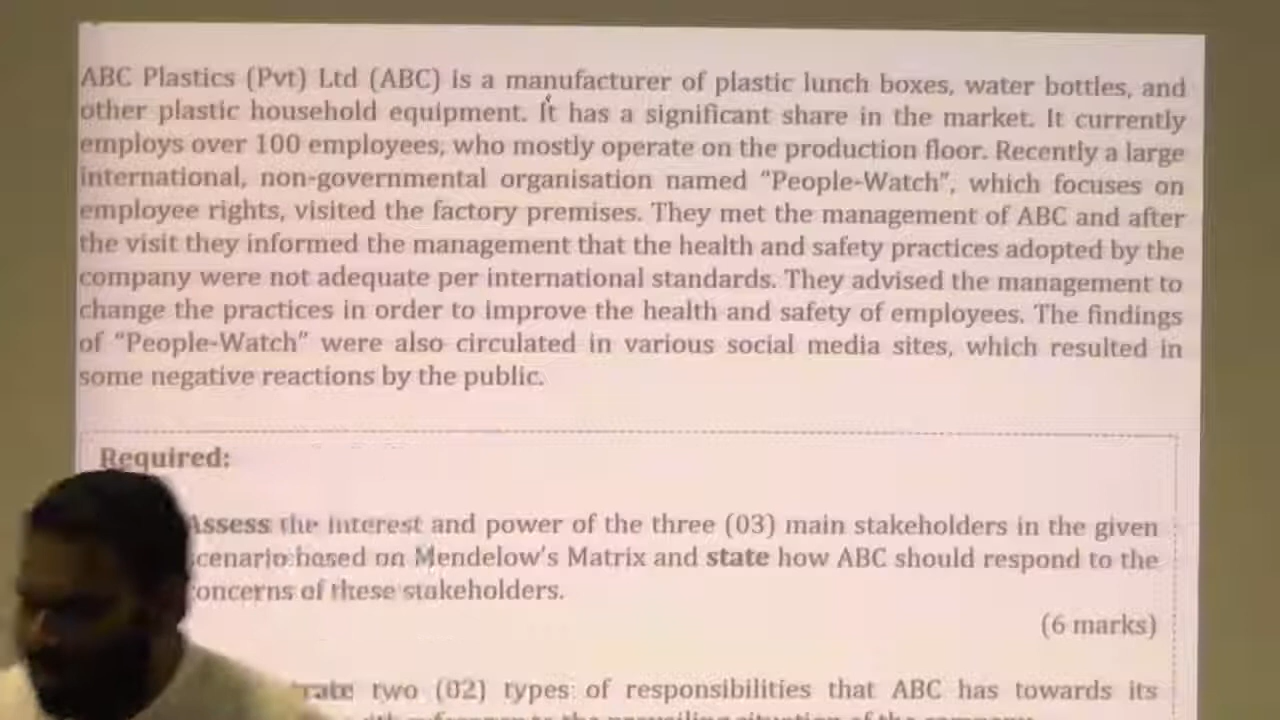 ABC Plastics (Pvt) Ltd (ABC) is a manufacturer of plastic lunch boxes, water bottles, and
other plastic household equipment. It has a significant share in the market. It currently
employs over 100 employees, who mostly operate on the production floor. Recently a large
international, non-governmental organisation named “People-Watch”, which focuses on
employee rights, visited the factory premises. They met the management of ABC and after
the visit they informed the management that the health and safety practices adopted by the
company were not adequate per international standards. They advised the management to
change the practices in order to improve the health and safety of employees. The findings
of “People-Watch” were also circulated in various social media sites, which resulted in
some negative reactions by the public.
Required:
Assess the interest and power of the three (03) main stakeholders in the given
scenario based on Mendelow's Matrix and state how ABC should respond to the
concerns of these stakeholders.
(6 marks)
two (02) types of responsibilities that ABC has towards its